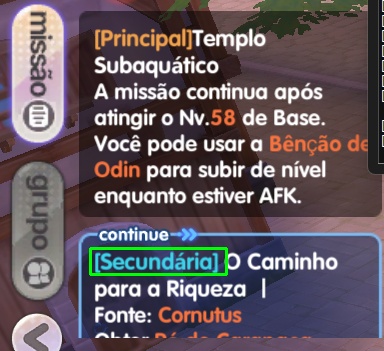 missão
grupo
[Principal]Templo
Subaquático
A missão continua após
atingir o Nv.58 de Base.
Você pode usar a Bênção de
Odin para subir de nível
enquanto estiver AFK.
continue
[Secundária] O Caminho
para a Riqueza |
Fonte: Cornutus